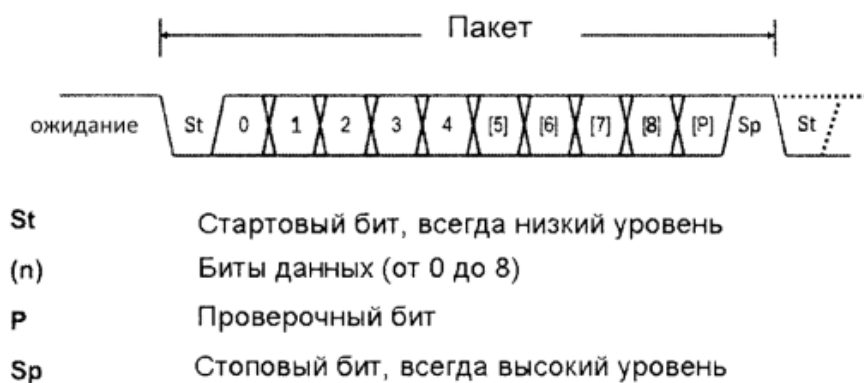 Пакет
ожидание St 0 1 2 3 4 [5] [6] [7] [8] [P] Sp St
St Стартовый бит, всегда низкий уровень
(n) Биты данных (от 0 до 8)
P Проверочный бит
Sp Стоповый бит, всегда высокий уровень